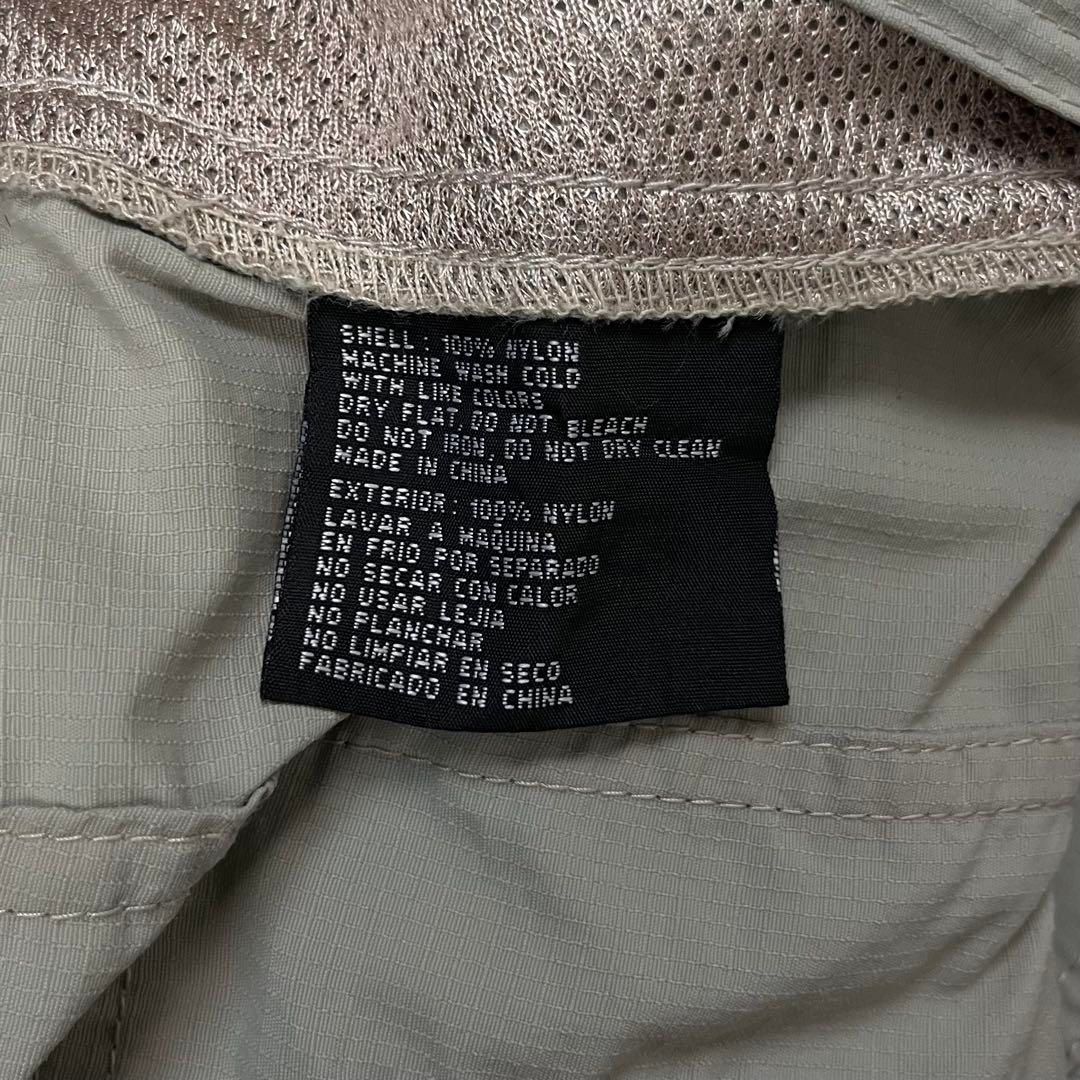 SHELL : 100% NYLON
MACHINE WASH COLD
WITH LIKE COLORS
DRY FLAT, DO NOT BLEACH
DO NOT IRON, DO NOT DRY CLEAN
MADE IN CHINA
EXTERIOR: 100% NYLON
LAVAR A MAQUINA
EN FRIO POR SEPARADO
NO SECAR CON CALOR
NO USAR LEJIA
NO PLANCHAR
NO LIMPIAR EN SECO
FABRICADO EN CHINA